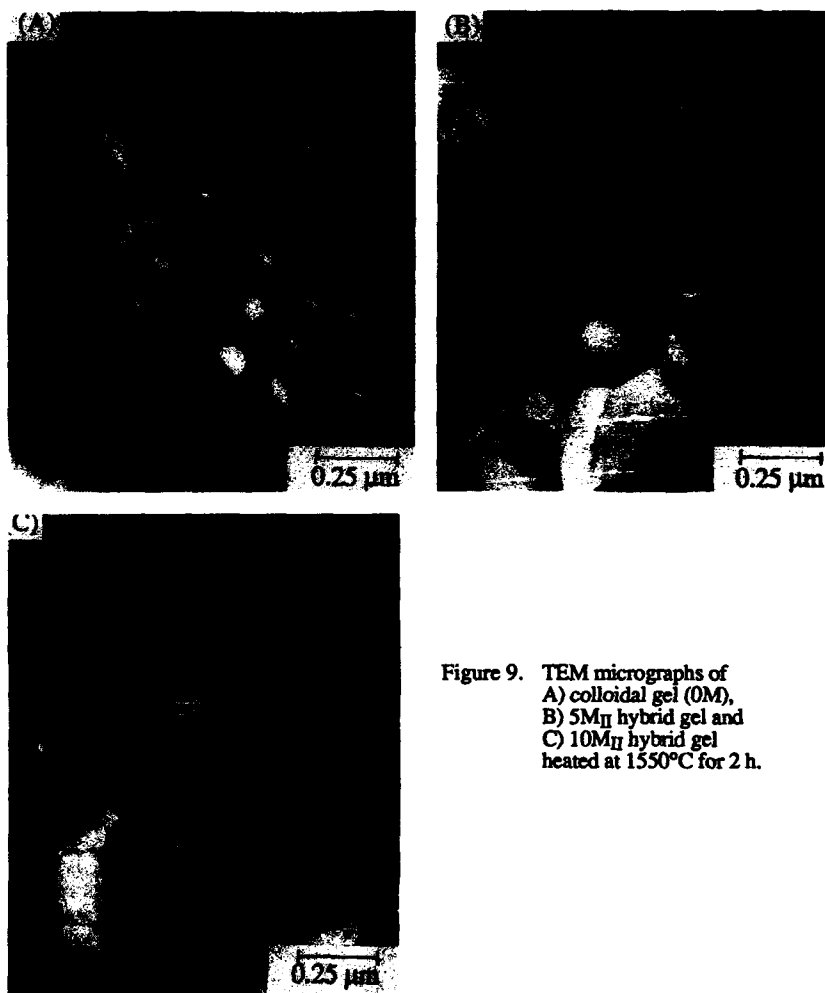 (A)
(B)
0.25 μm
0.25 μm
C)
Figure 9. TEM micrographs of
A) colloidal gel (0M),
B) 5M_II hybrid gel and
C) 10M_II hybrid gel
heated at 1550°C for 2 h.
0.25 μm